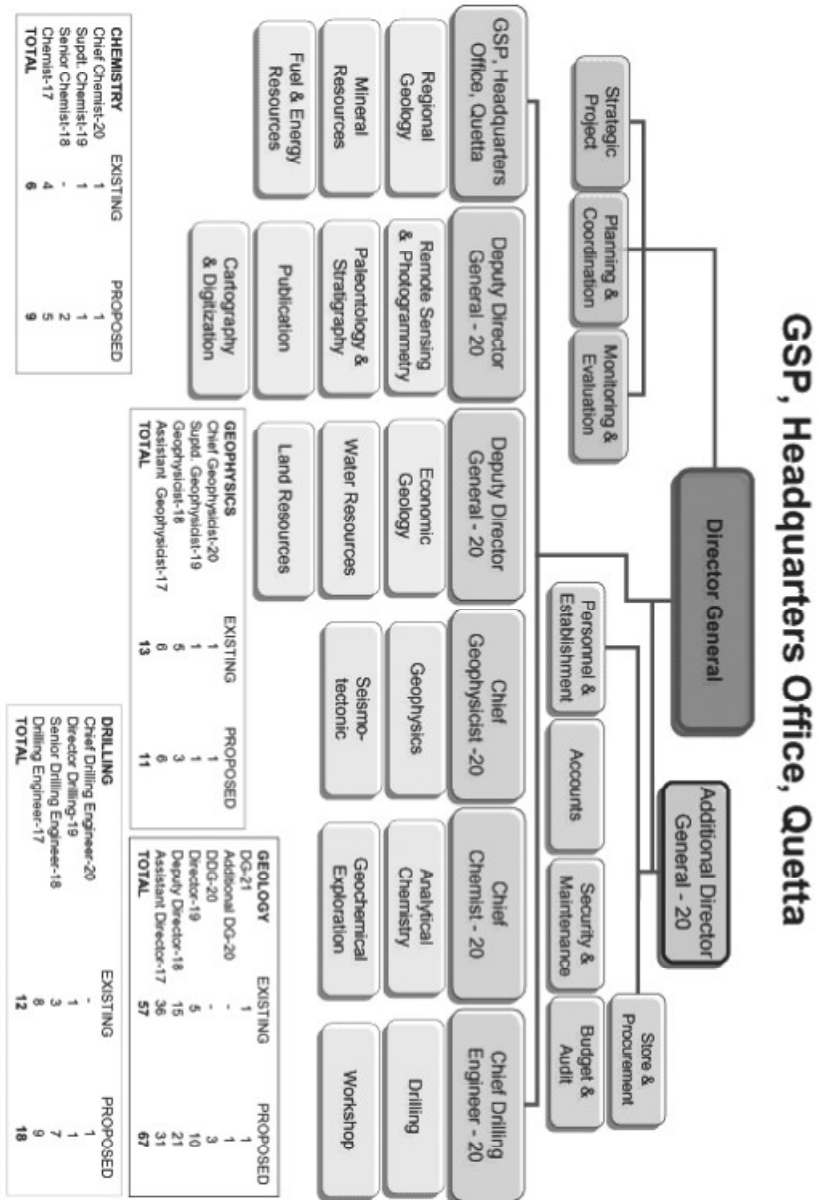 GSP, Headquarters Office, Quetta
Director General
Additional Director
General - 20
Strategic
Project
Planning &
Coordination
Monitoring &
Evaluation
Personnel &
Establishment
Accounts
Security &
Maintenance
Budget &
Audit
Store &
Procurement
GSP, Headquarters
Office, Quetta
Regional
Geology
Mineral
Resources
Fuel & Energy
Resources
Deputy Director
General - 20
Remote Sensing
& Photogrammetry
Paleontology &
Stratigraphy
Publication
Cartography
& Digitization
Deputy Director
General - 20
Economic
Geology
Water Resources
Land Resources
Chief
Geophysicist -20
Geophysics
Seismo-
tectonic
Chief
Chemist - 20
Analytical
Chemistry
Geochemical
Exploration
Chief Drilling
Engineer - 20
Drilling
Workshop
CHEMISTRY EXISTING PROPOSED
Chief Chemist-20 1 1
Supdt. Chemist-19 1 1
Senior Chemist-18 - 2
Chemist-17 4 5
TOTAL 6 9
GEOPHYSICS EXISTING PROPOSED
Chief Geophysicist-20 1 1
Suptd. Geophysicist-19 1 1
Geophysicist-18 5 3
Assistant Geophysicist-17 6 6
TOTAL 13 11
GEOLOGY EXISTING PROPOSED
DG-21 1 1
Additional DG-20 - 1
DDG-20 - 3
Director-19 5 10
Deputy Director-18 15 21
Assistant Director-17 36 31
TOTAL 57 67
DRILLING EXISTING PROPOSED
Chief Drilling Engineer-20 - 1
Director Drilling-19 1 1
Senior Drilling Engineer-18 3 7
Drilling Engineer-17 8 9
TOTAL 12 18